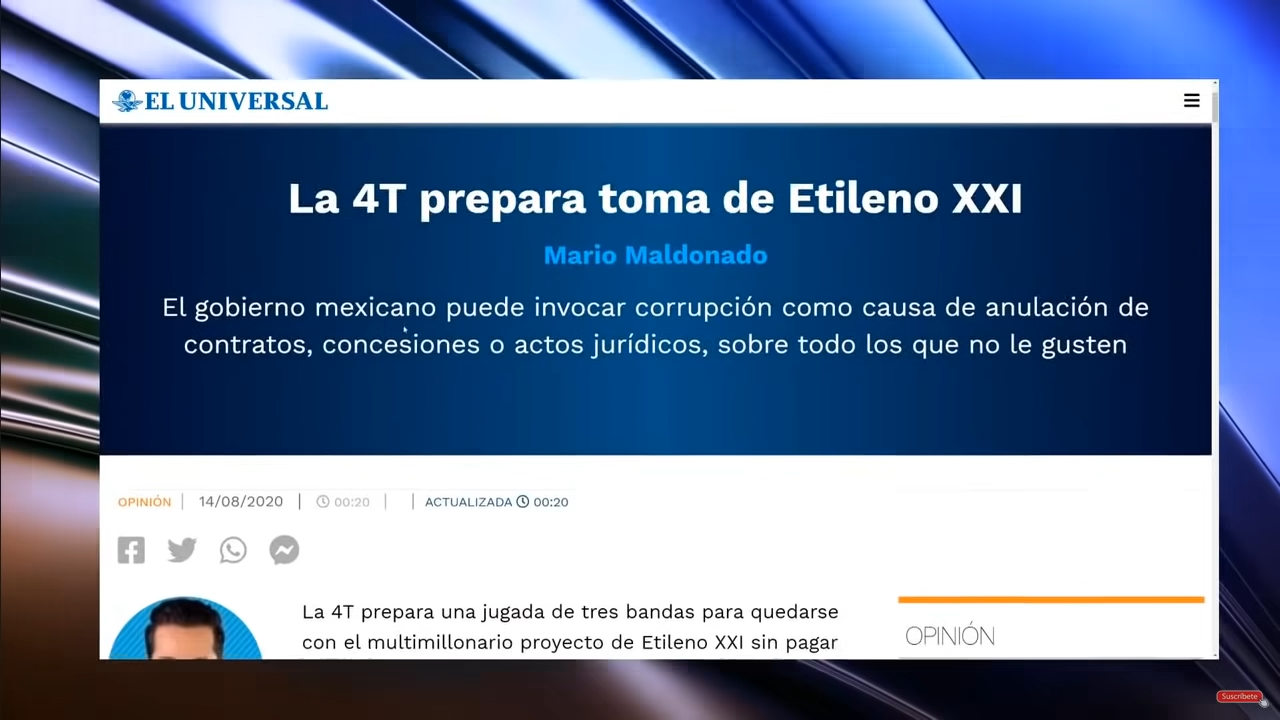 EL UNIVERSAL
La 4T prepara toma de Etileno XXI
Mario Maldonado
El gobierno mexicano puede invocar corrupción como causa de anulación de
contratos, concesiones o actos jurídicos, sobre todo los que no le gusten
OPINIÓN | 14/08/2020 | 00:20 | | ACTUALIZADA 00:20
La 4T prepara una jugada de tres bandas para quedarse
con el multimillonario proyecto de Etileno XXI sin pagar
OPINIÓN
Suscríbete